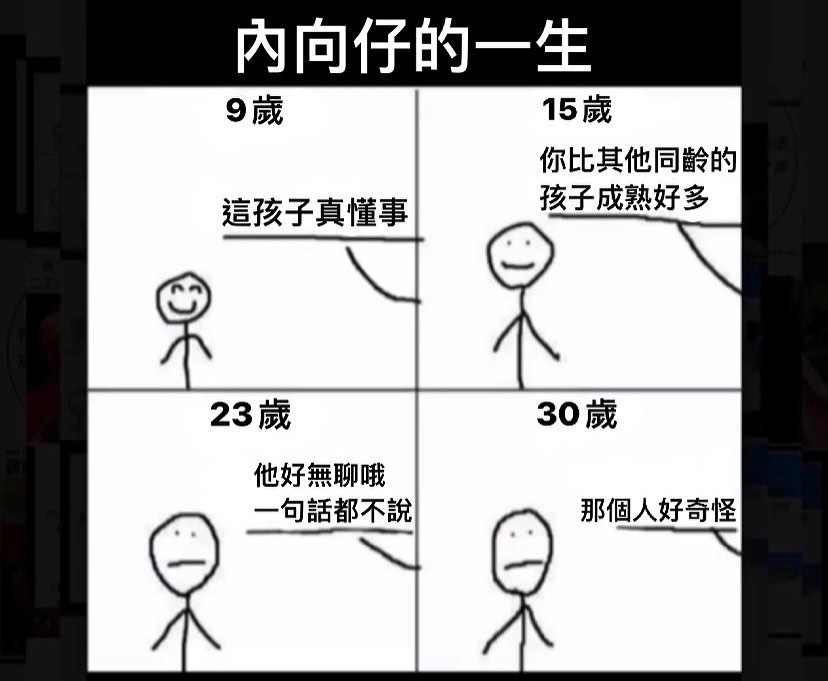 內向仔的一生
9歲
這孩子真懂事
15歲
你比其他同齡的
孩子成熟好多
23歲
他好無聊哦
一句話都不說
30歲
那個人好奇怪